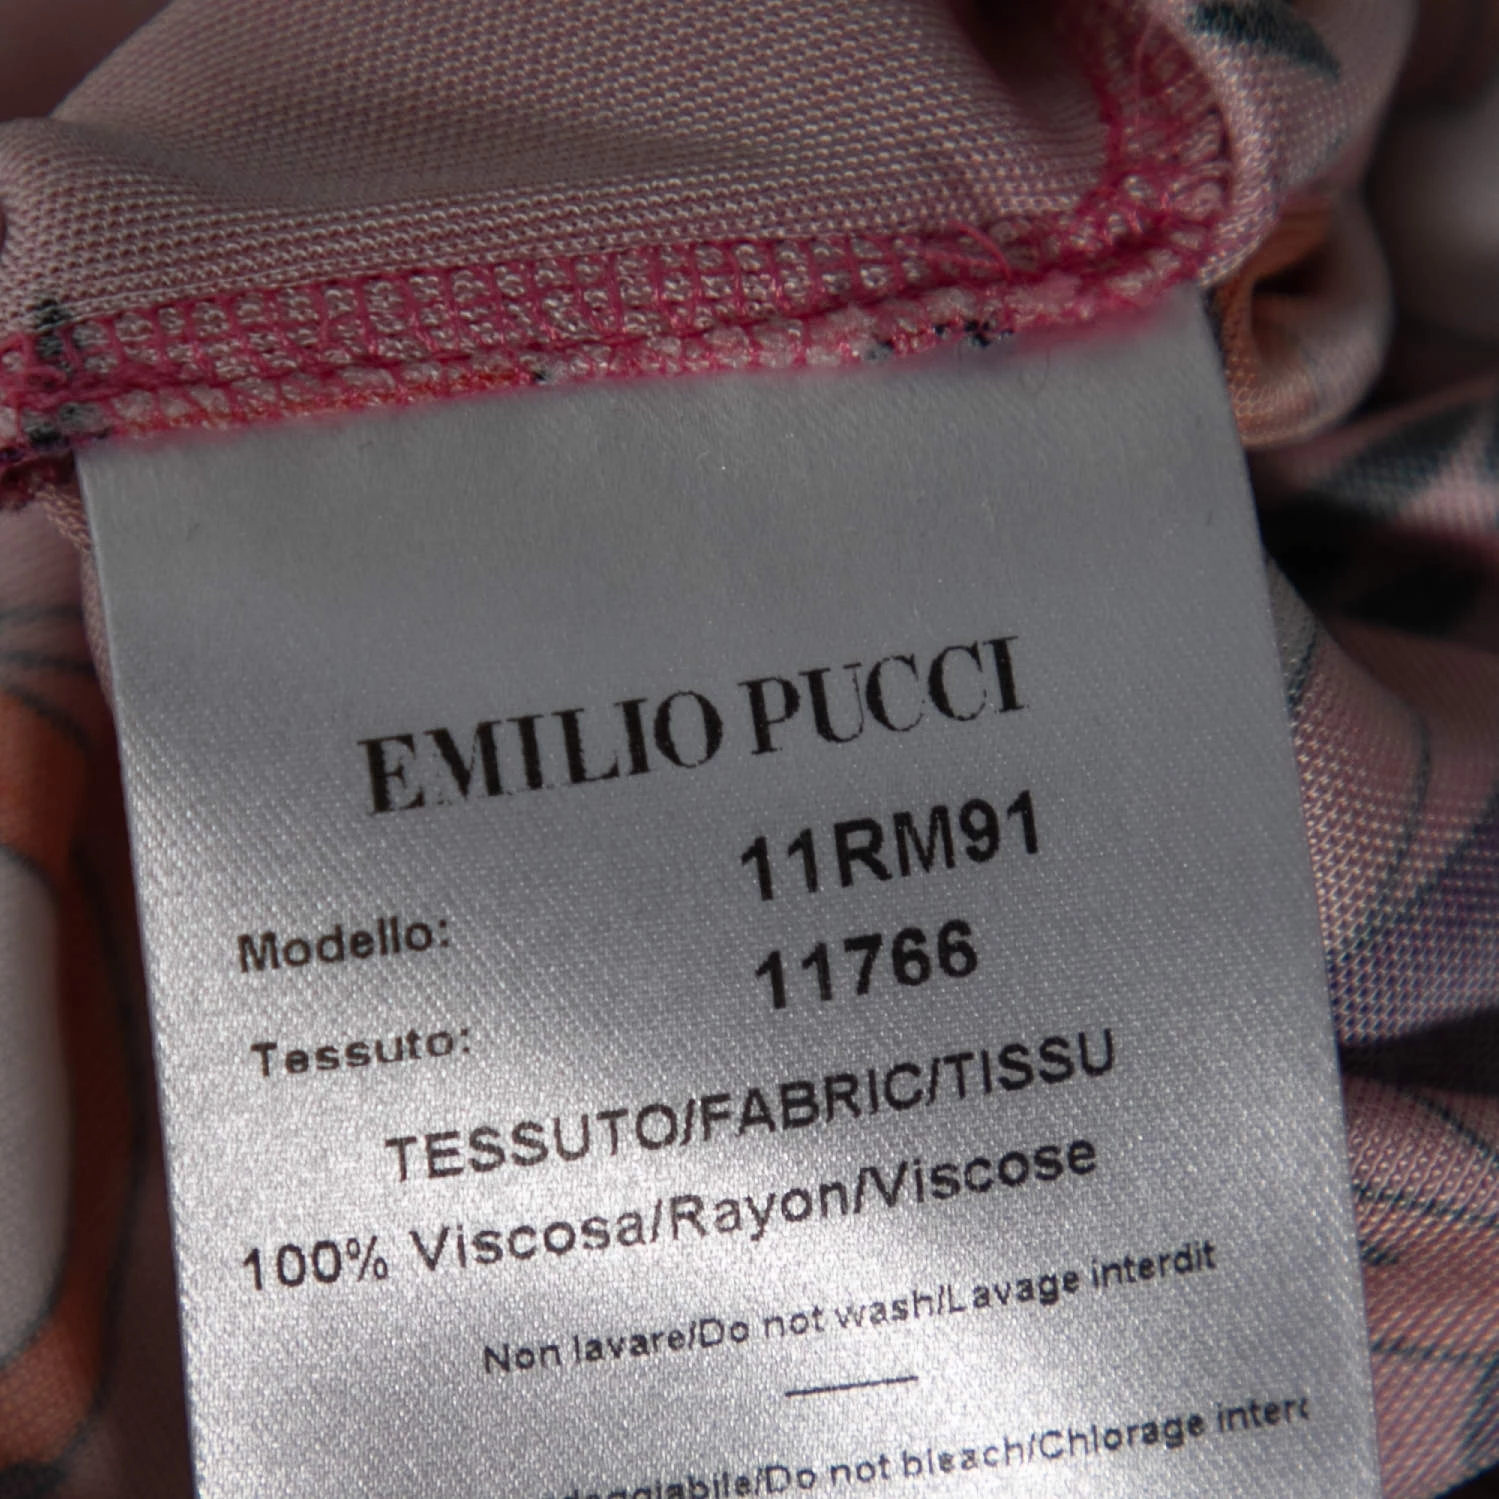 EMILIO PUCCI
Modello: 11RM91
Tessuto: 11766
TESSUTO/FABRIC/TISSU
100% Viscosa/Rayon/Viscose
Non lavare/Do not wash/Lavage interdit
Do not bleach/Chlorage